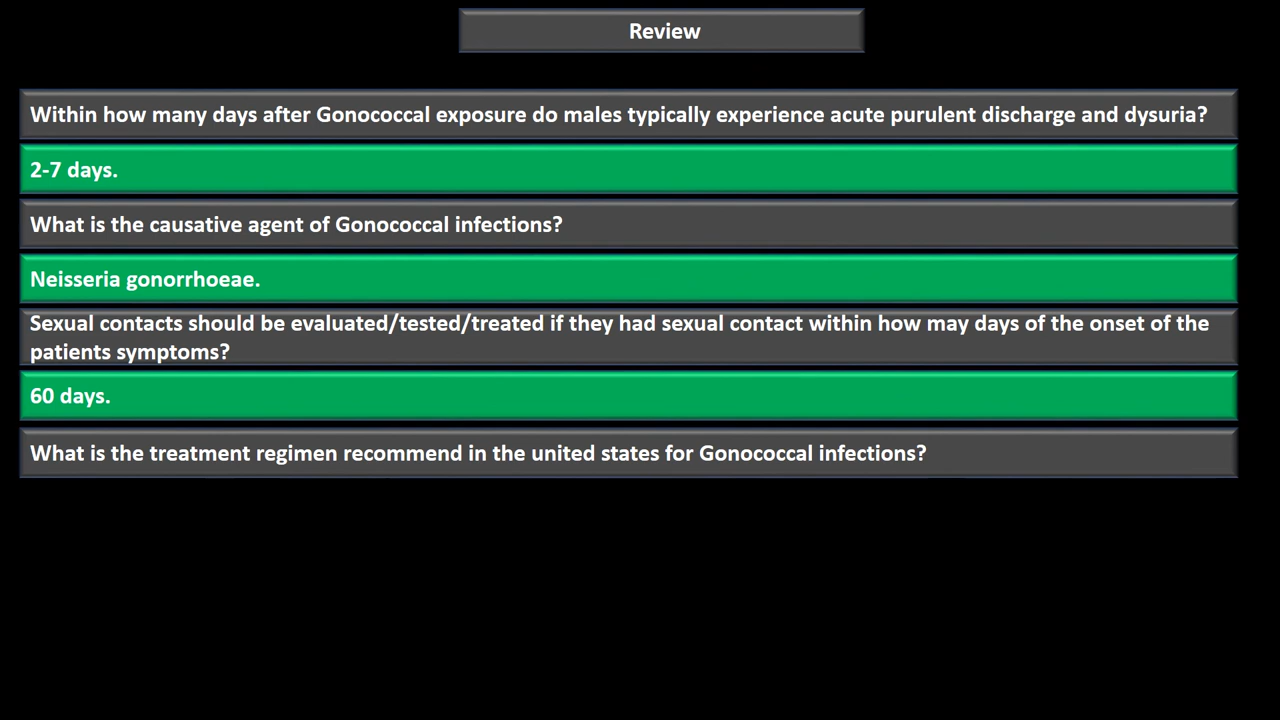 Review
Within how many days after Gonococcal exposure do males typically experience acute purulent discharge and dysuria?
2-7 days.
What is the causative agent of Gonococcal infections?
Neisseria gonorrhoeae.
Sexual contacts should be evaluated/tested/treated if they had sexual contact within how may days of the onset of the
patients symptoms?
60 days.
What is the treatment regimen recommend in the united states for Gonococcal infections?